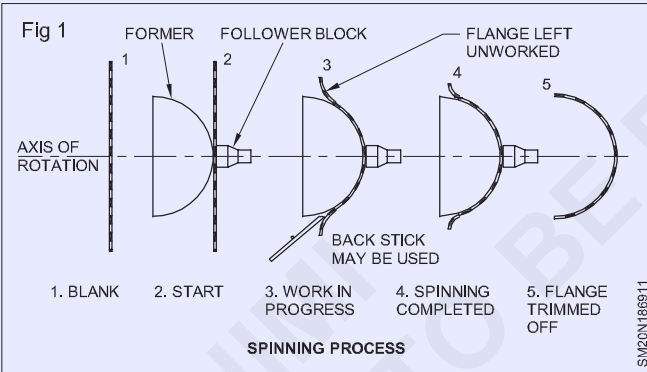 Fig 1
FORMER
FOLLOWER BLOCK
FLANGE LEFT
UNWORKED
1
2
3
4
5
AXIS OF
ROTATION
BACK STICK
MAY BE USED
1. BLANK
2. START
3. WORK IN
PROGRESS
4. SPINNING
COMPLETED
5. FLANGE
TRIMMED
OFF
SPINNING PROCESS
SM20N186911